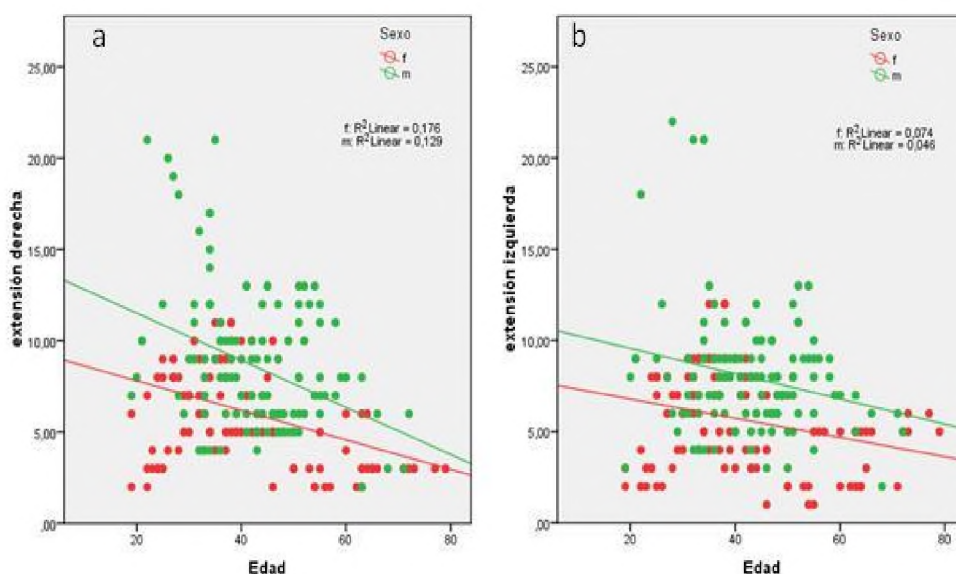 a
Sexo
f
m
f: R² Linear = 0,176
m: R² Linear = 0,129
25,00
20,00
15,00
10,00
5,00
,00
extensión derecha
20
40
60
80
Edad
b
Sexo
f
m
f: R² Linear = 0,074
m: R² Linear = 0,046
25,00
20,00
15,00
10,00
5,00
,00
extensión izquierda
20
40
60
80
Edad